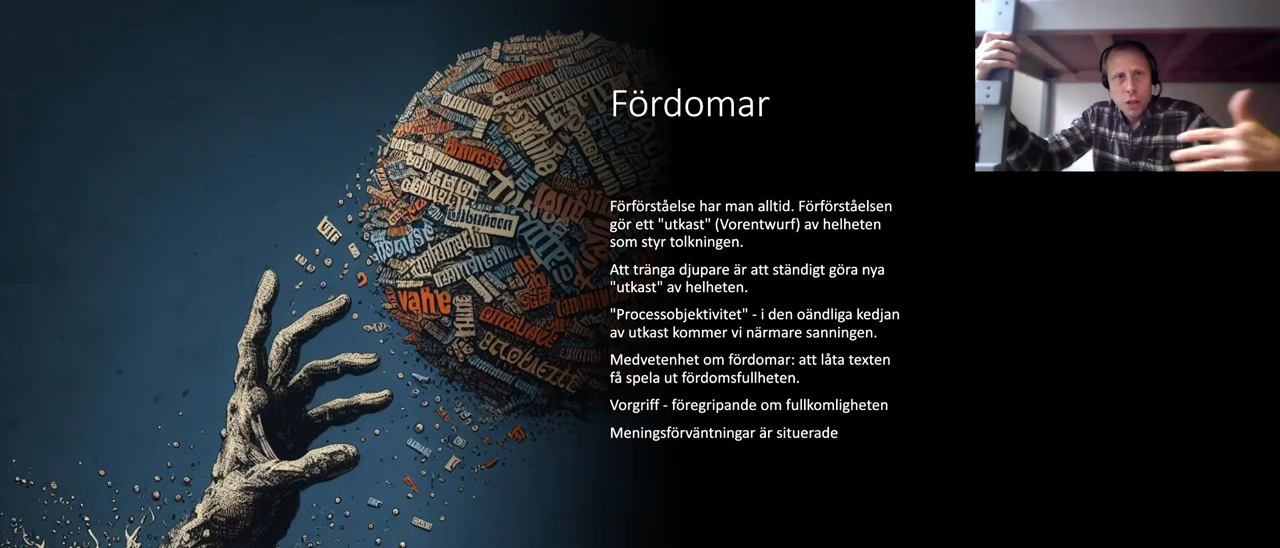 Fördomar
Förförståelse har man alltid. Förförståelsen
gör ett "utkast" (Vorentwurf) av helheten
som styr tolkningen.
Att tränga djupare är att ständigt göra nya
"utkast" av helheten.
"Processobjektivitet" - i den oändliga kedjan
av utkast kommer vi närmare sanningen.
Medvetenhet om fördomar: att låta texten
få spela ut fördomsfullheten.
Vorgriff - föregripande om fullkomligheten
Meningsförväntningar är situerade